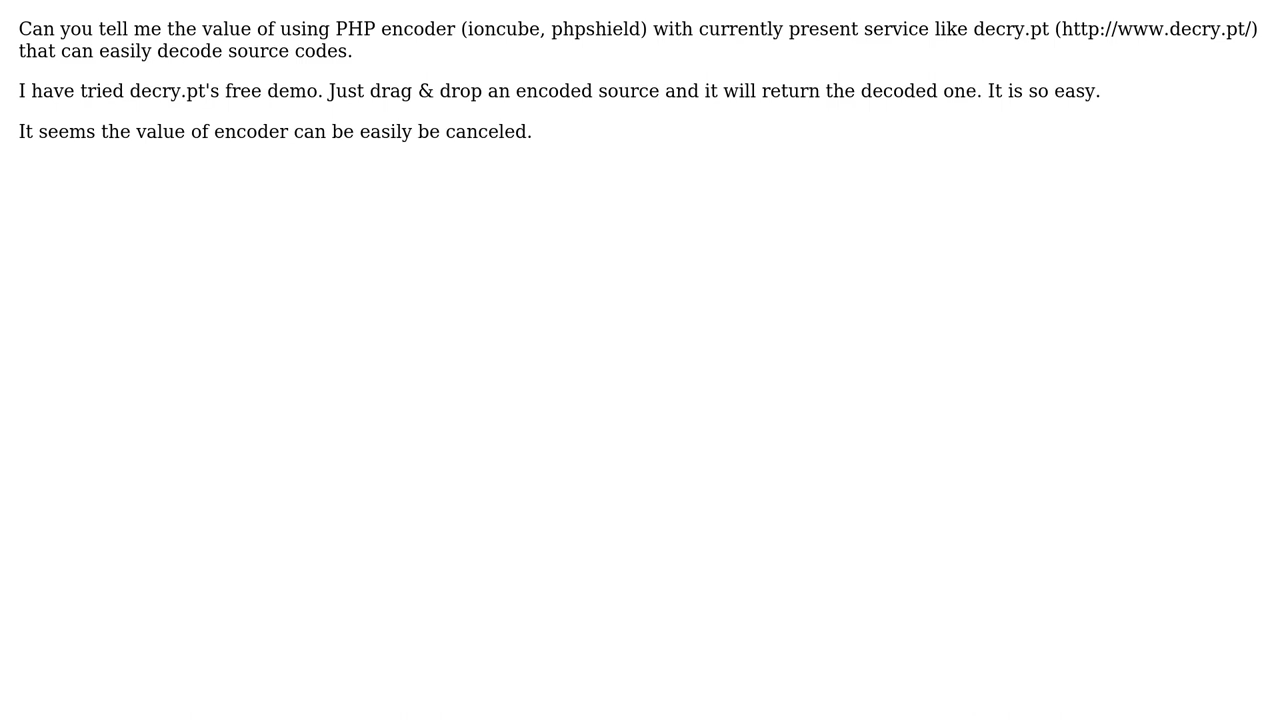 Can you tell me the value of using PHP encoder (ioncube, phpshield) with currently present service like decry.pt (http://www.decry.pt/)
that can easily decode source codes.
I have tried decry.pt's free demo. Just drag & drop an encoded source and it will return the decoded one. It is so easy.
It seems the value of encoder can be easily be canceled.